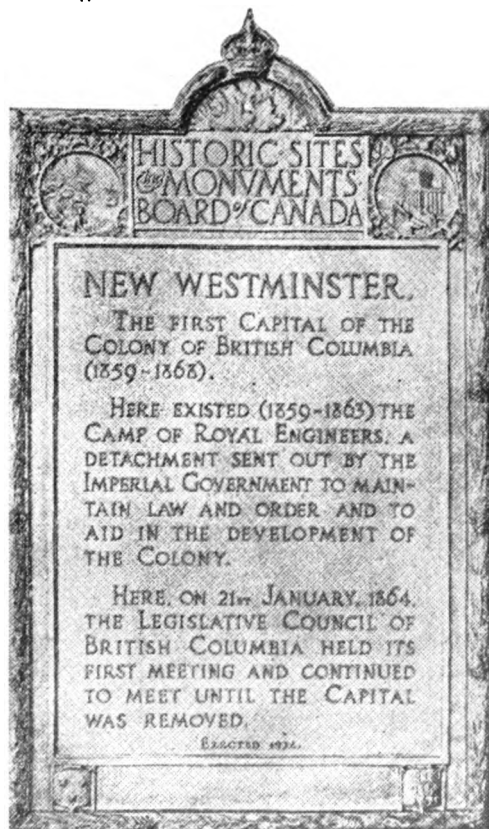 HISTORIC·SITES
and MONVMENTS·
BOARD of CANADA
NEW WESTMINSTER.
THE FIRST CAPITAL OF THE
COLONY OF BRITISH COLUMBIA
(1859-1868).
HERE EXISTED (1859-1863) THE
CAMP OF ROYAL ENGINEERS. A
DETACHMENT SENT OUT BY THE
IMPERIAL GOVERNMENT TO MAIN-
TAIN LAW AND ORDER AND TO
AID IN THE DEVELOPMENT OF
THE COLONY.
HERE, ON 21ST JANUARY, 1864,
THE LEGISLATIVE COUNCIL OF
BRITISH COLUMBIA HELD ITS
FIRST MEETING AND CONTINUED
TO MEET UNTIL THE CAPITAL
WAS REMOVED.
ERECTED